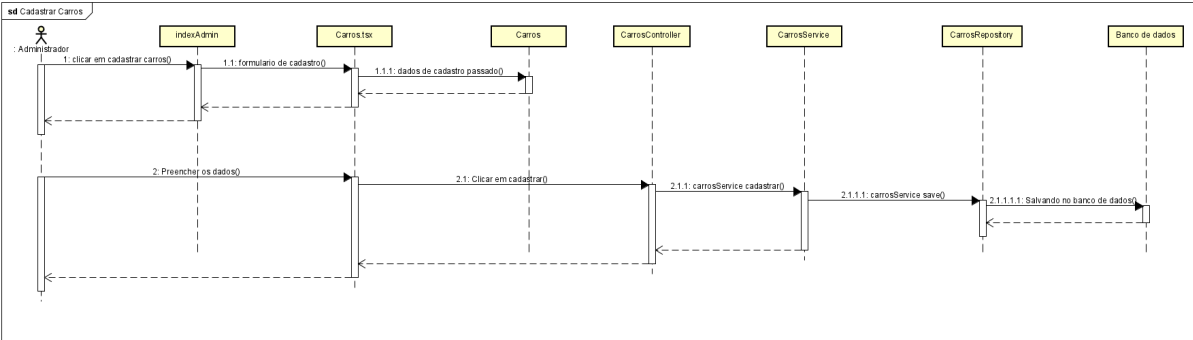 sd Cadastrar Carros
: Administrador
indexAdmin
Carros.tsx
Carros
CarrosController
CarrosService
CarrosRepository
Banco de dados
1: clicar em cadastrar carros()
1.1: formulario de cadastro()
1.1.1: dados de cadastro passado()
2: Preencher os dados()
2.1: Clicar em cadastrar()
2.1.1: carrosService cadastrar()
2.1.1.1: carrosService save()
2.1.1.1.1: Salvando no banco de dados()